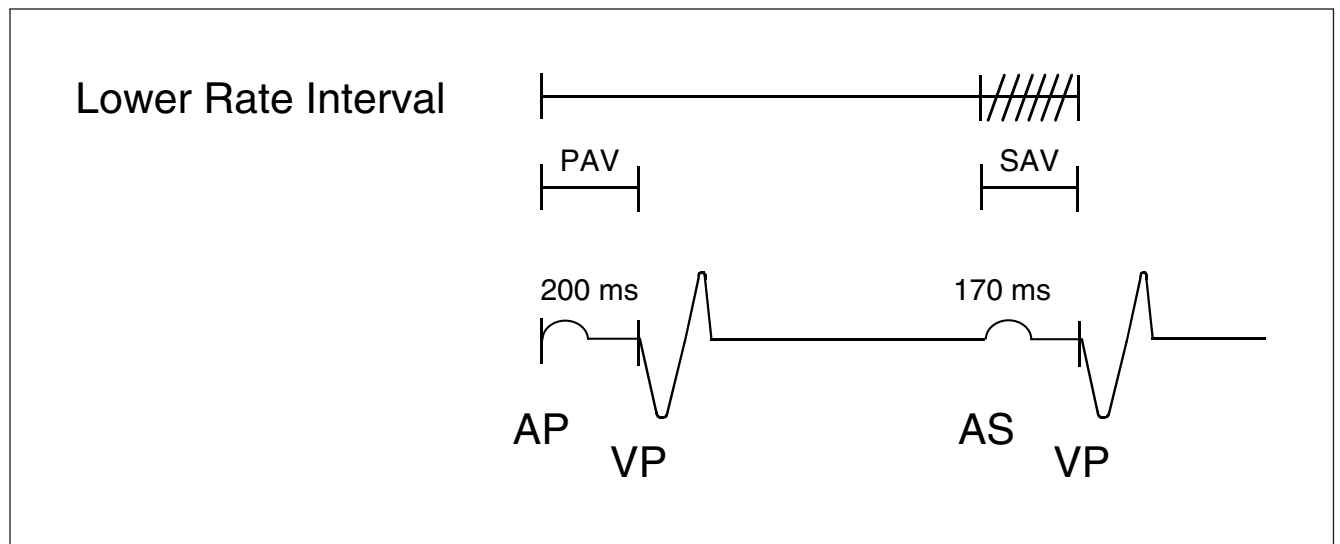 Lower Rate Interval
PAV SAV
200 ms 170 ms
AP AS
VP VP